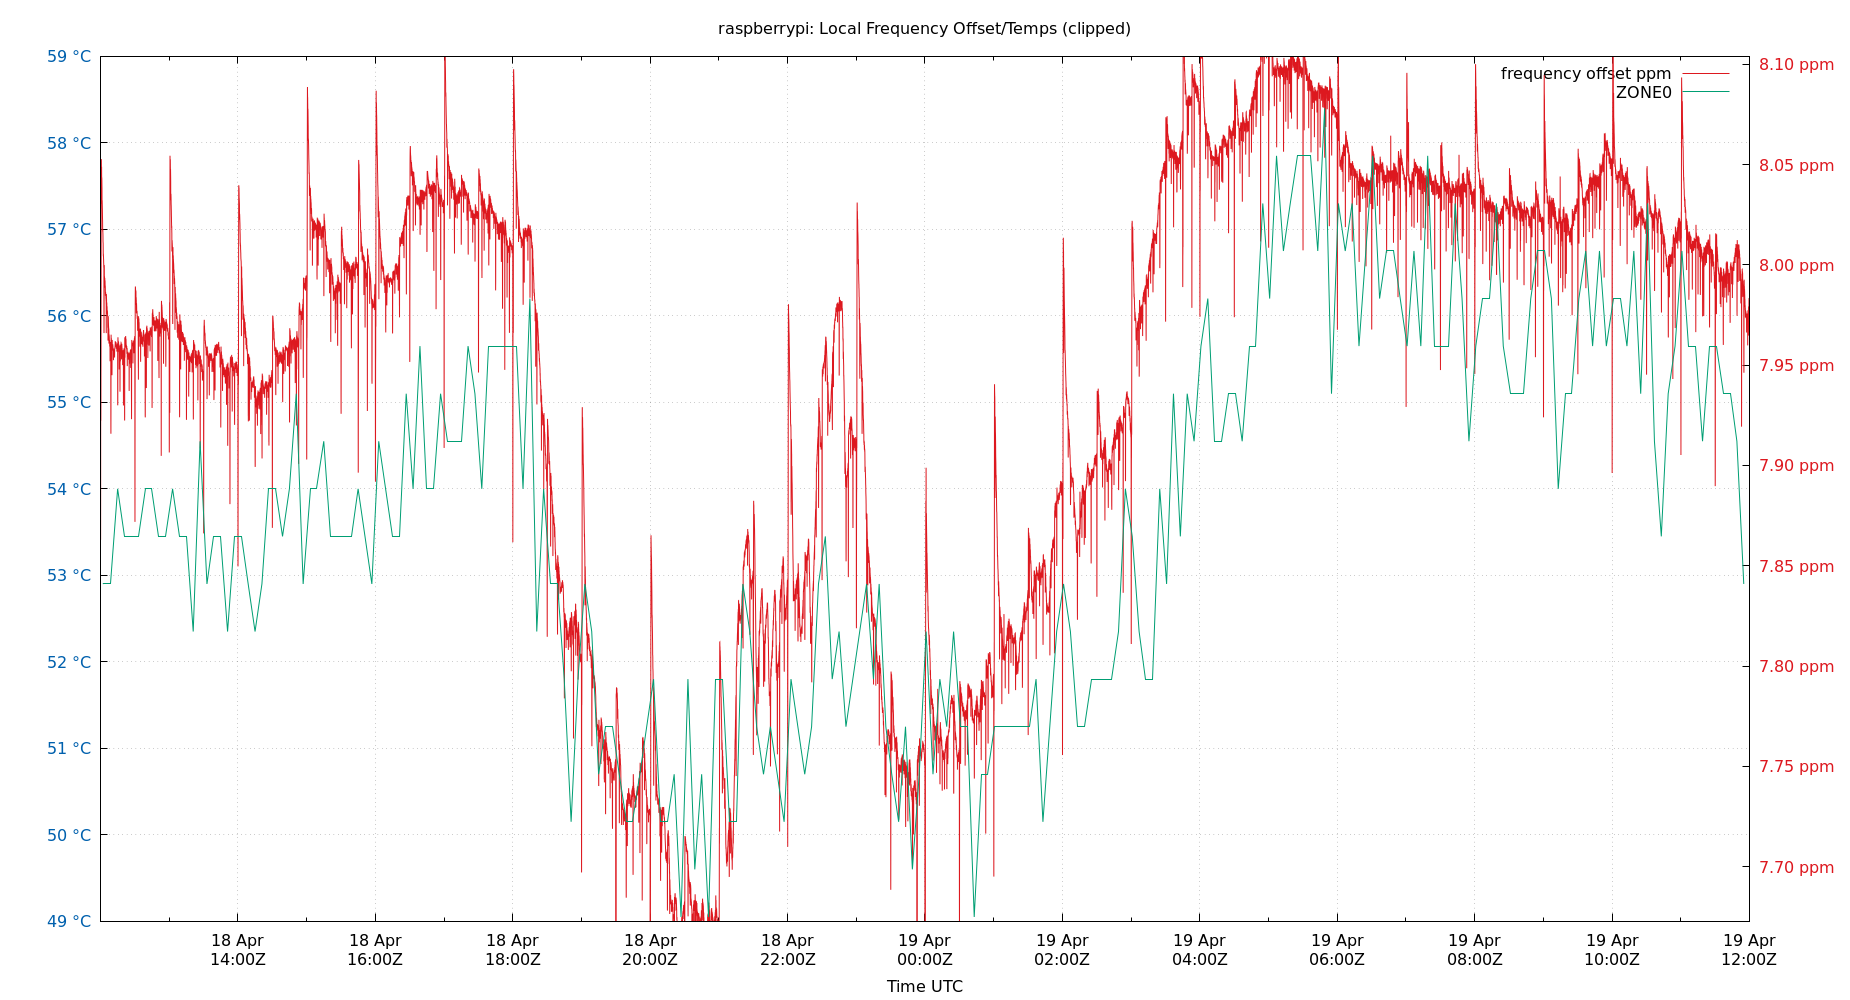 raspberrypi: Local Frequency Offset/Temps (clipped)
59 °C
58 °C
57 °C
56 °C
55 °C
54 °C
53 °C
52 °C
51 °C
50 °C
49 °C
8.10 ppm
8.05 ppm
8.00 ppm
7.95 ppm
7.90 ppm
7.85 ppm
7.80 ppm
7.75 ppm
7.70 ppm
frequency offset ppm
ZONE0
18 Apr
14:00Z
18 Apr
16:00Z
18 Apr
18:00Z
18 Apr
20:00Z
18 Apr
22:00Z
19 Apr
00:00Z
19 Apr
02:00Z
19 Apr
04:00Z
19 Apr
06:00Z
19 Apr
08:00Z
19 Apr
10:00Z
19 Apr
12:00Z
Time UTC